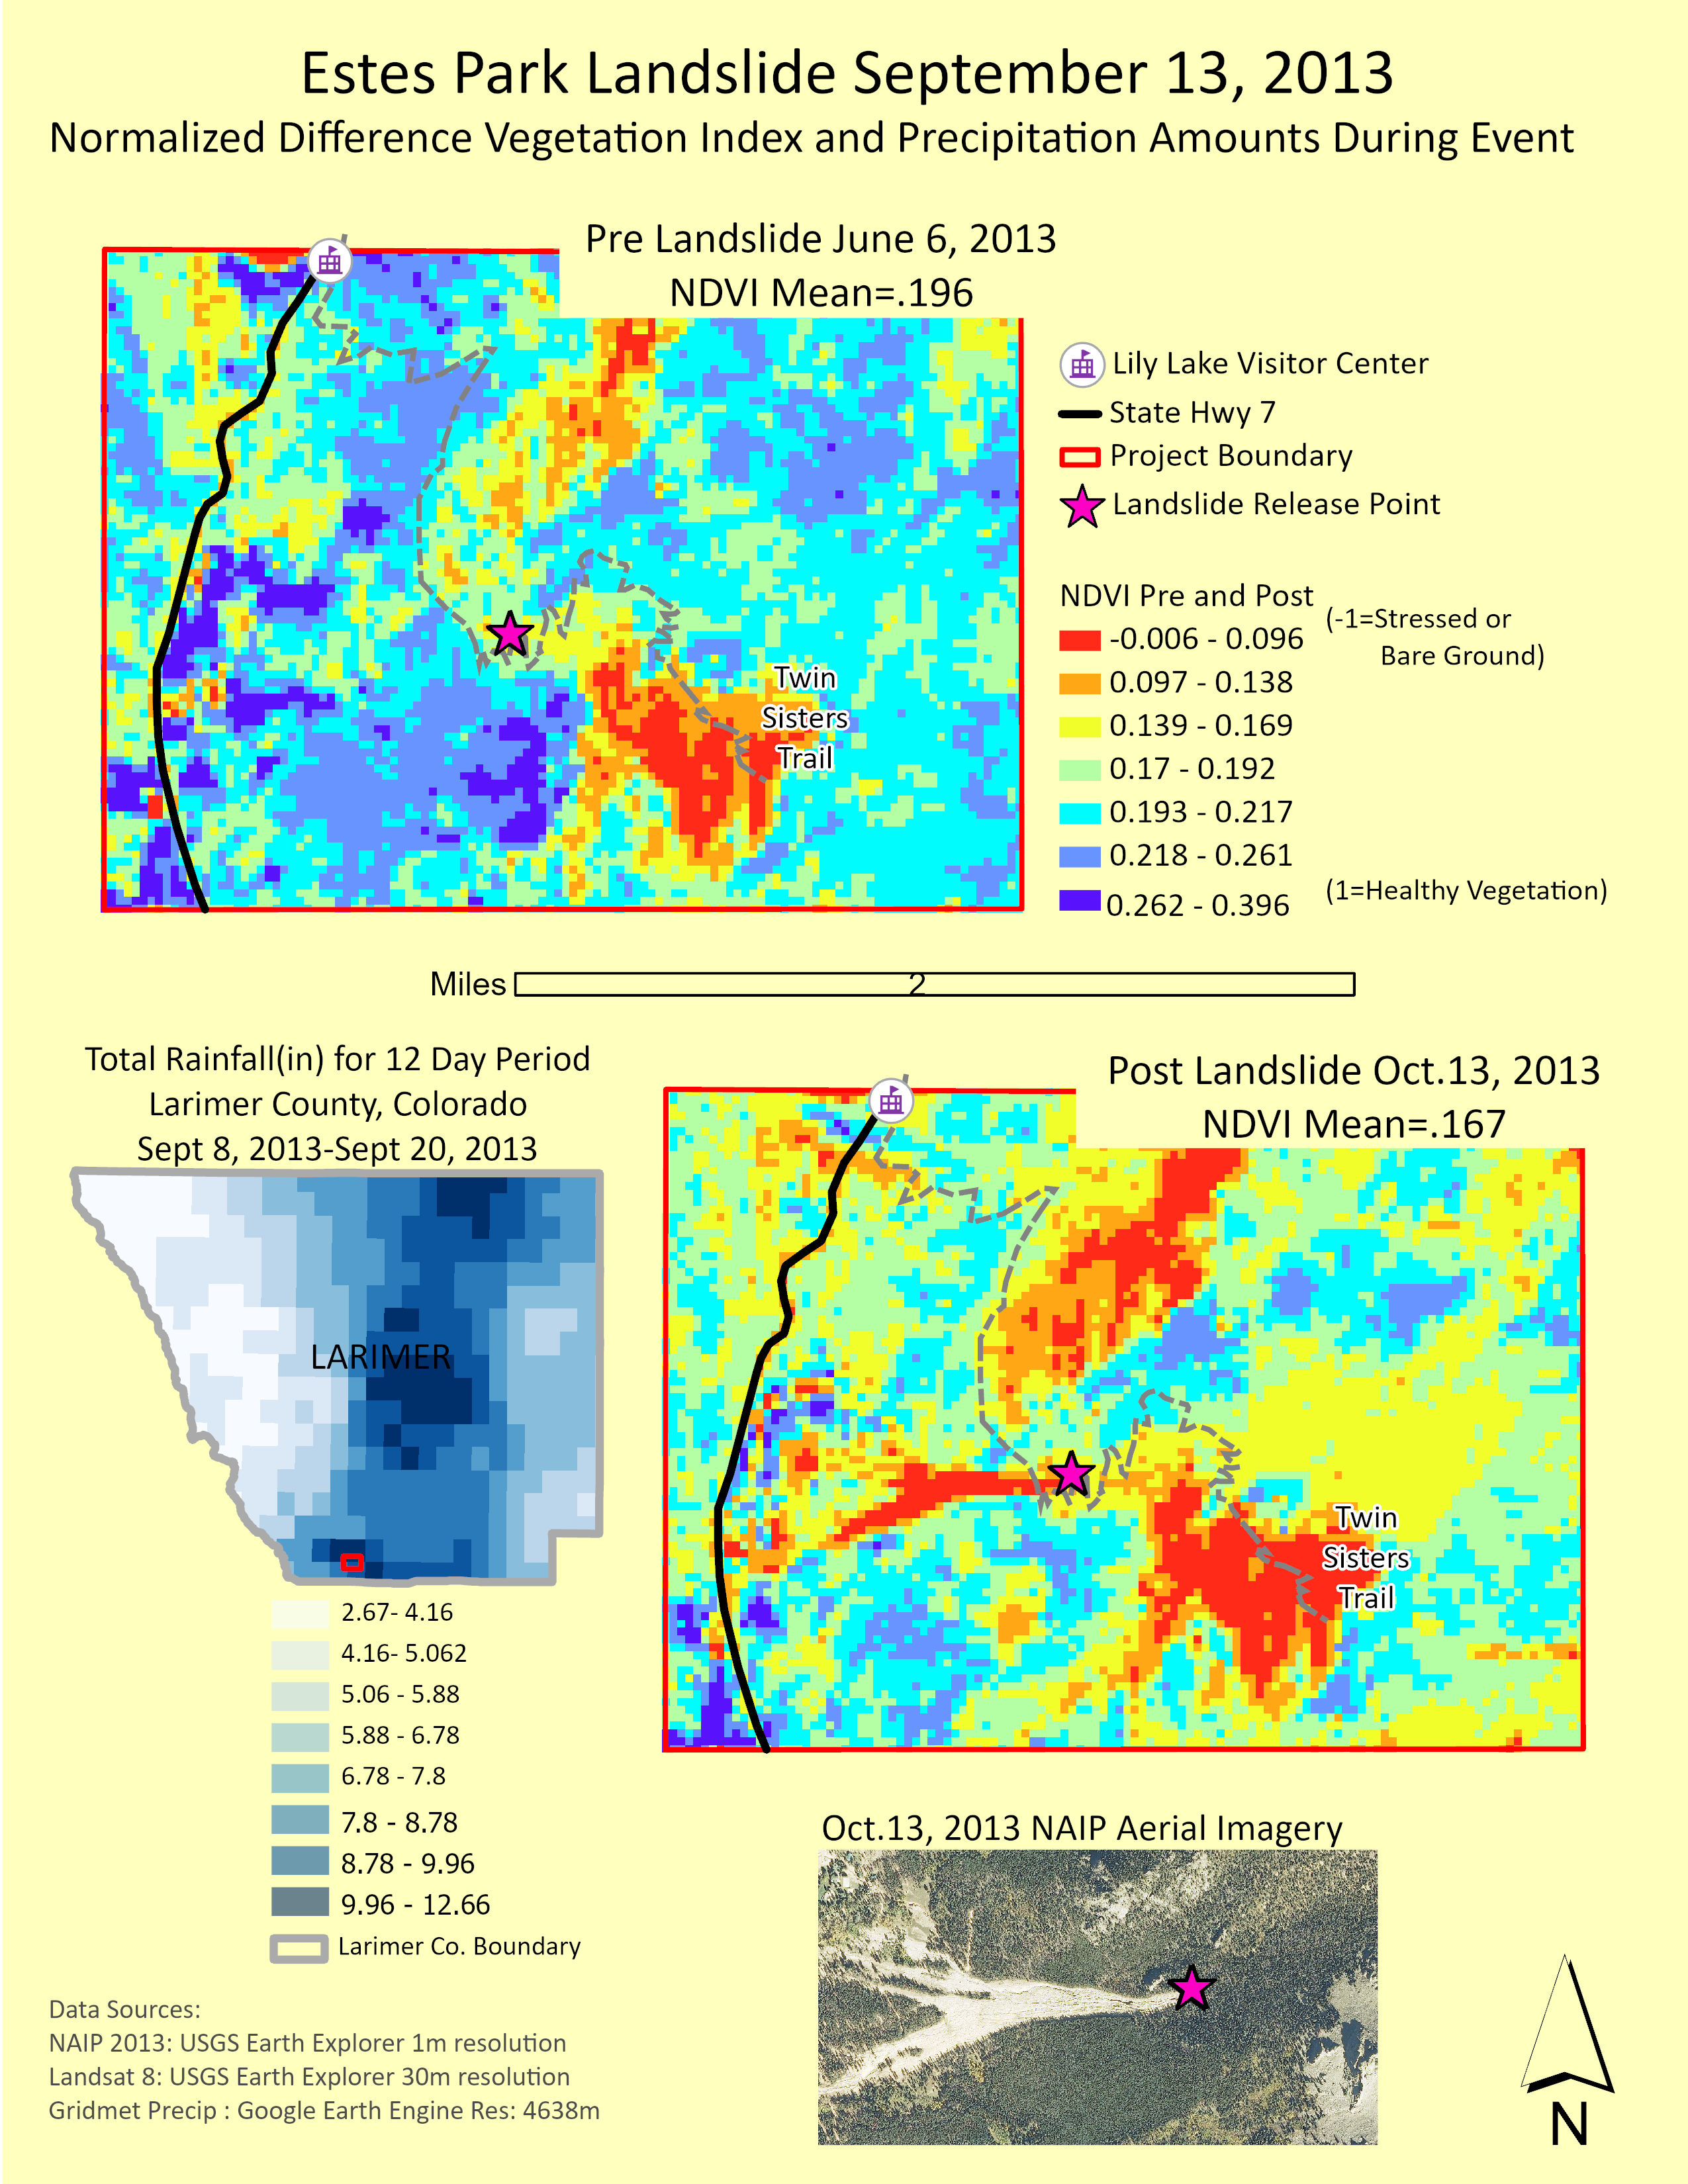 Estes Park Landslide September 13, 2013
Normalized Difference Vegetation Index and Precipitation Amounts During Event
Pre Landslide June 6, 2013
NDVI Mean=.196
Twin
Sisters
Trail
Lily Lake Visitor Center
State Hwy 7
Project Boundary
Landslide Release Point
NDVI Pre and Post
(-1=Stressed or
Bare Ground)
-0.006 - 0.096
0.097 - 0.138
0.139 - 0.169
0.17 - 0.192
0.193 - 0.217
0.218 - 0.261
0.262 - 0.396
(1=Healthy Vegetation)
Miles 2
Total Rainfall(in) for 12 Day Period
Larimer County, Colorado
Sept 8, 2013-Sept 20, 2013
LARIMER
2.67- 4.16
4.16- 5.062
5.06 - 5.88
5.88 - 6.78
6.78 - 7.8
7.8 - 8.78
8.78 - 9.96
9.96 - 12.66
Larimer Co. Boundary
Post Landslide Oct.13, 2013
NDVI Mean=.167
Twin
Sisters
Trail
Oct.13, 2013 NAIP Aerial Imagery
Data Sources:
NAIP 2013: USGS Earth Explorer 1m resolution
Landsat 8: USGS Earth Explorer 30m resolution
Gridmet Precip : Google Earth Engine Res: 4638m
N